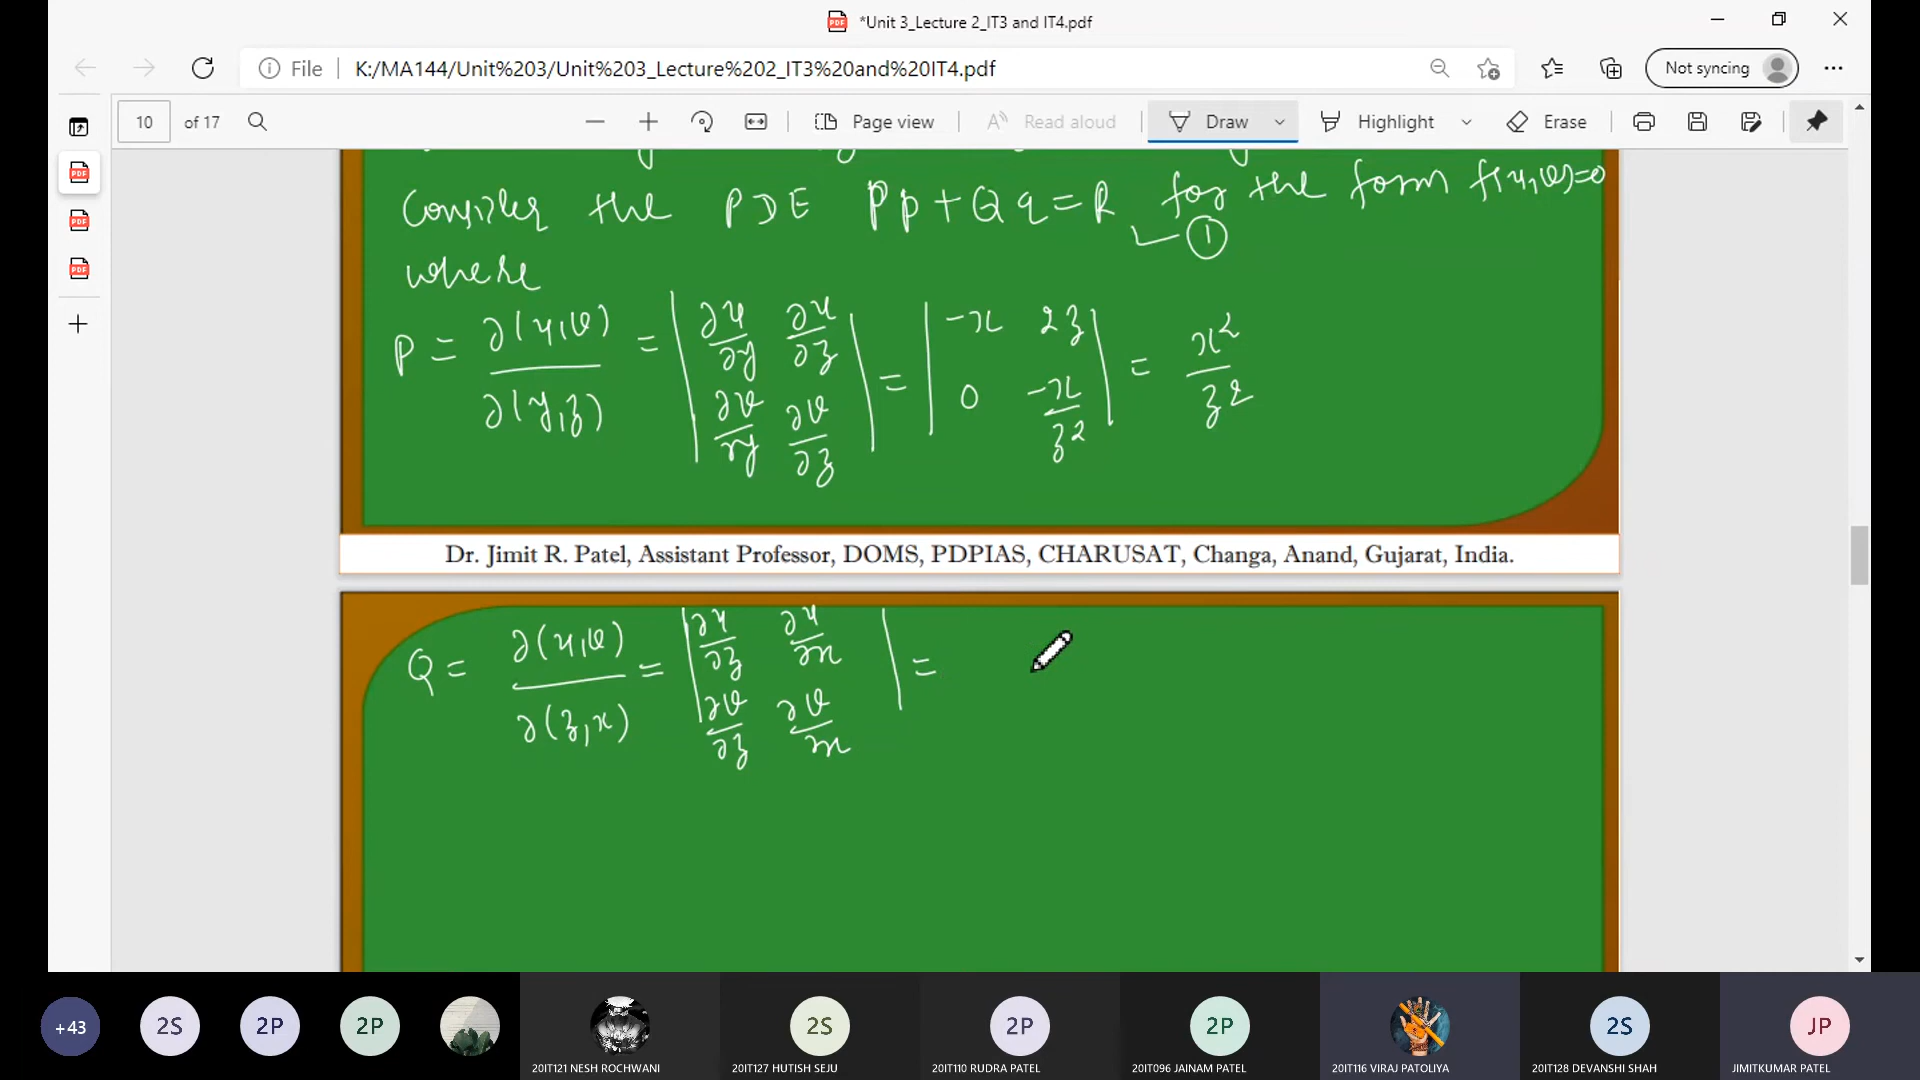 *Unit 3_Lecture 2_IT3 and IT4.pdf
File | K:/MA144/Unit%203/Unit%203_Lecture%202_IT3%20and%20IT4.pdf
Not syncing
10 of 17
Page view
Read aloud
Draw
Highlight
Erase
Consider the PDE Pp + Qq = R for the form f(u,v)=0
①
where
P = ∂(u,v)/∂(y,z) = | ∂u/∂y ∂u/∂z ; ∂v/∂y ∂v/∂z | = | -x 2z ; 0 -x/z² | = x²/z²
Dr. Jimit R. Patel, Assistant Professor, DOMS, PDPIAS, CHARUSAT, Changa, Anand, Gujarat, India.
Q = ∂(u,v)/∂(z,x) = | ∂u/∂z ∂u/∂x ; ∂v/∂z ∂v/∂x | =
+43
2S
2P
2P
2S
2P
2P
2S
JP
20IT121 NESH ROCHWANI
20IT127 HUTISH SEJU
20IT110 RUDRA PATEL
20IT096 JAINAM PATEL
20IT116 VIRAJ PATOLIYA
20IT128 DEVANSHI SHAH
JIMITKUMAR PATEL